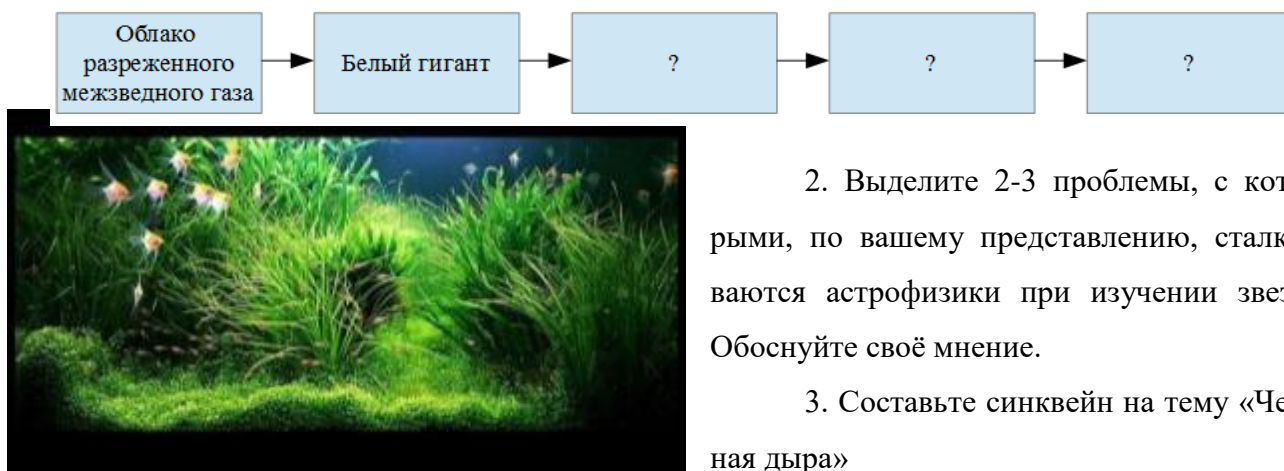 Облако
разреженного
межзведного газа
Белый гигант
?
?
?
2. Выделите 2-3 проблемы, с кот
рыми, по вашему представлению, сталк
ваются астрофизики при изучении звез
Обоснуйте своё мнение.
3. Составьте синквейн на тему «Че
ная дыра»